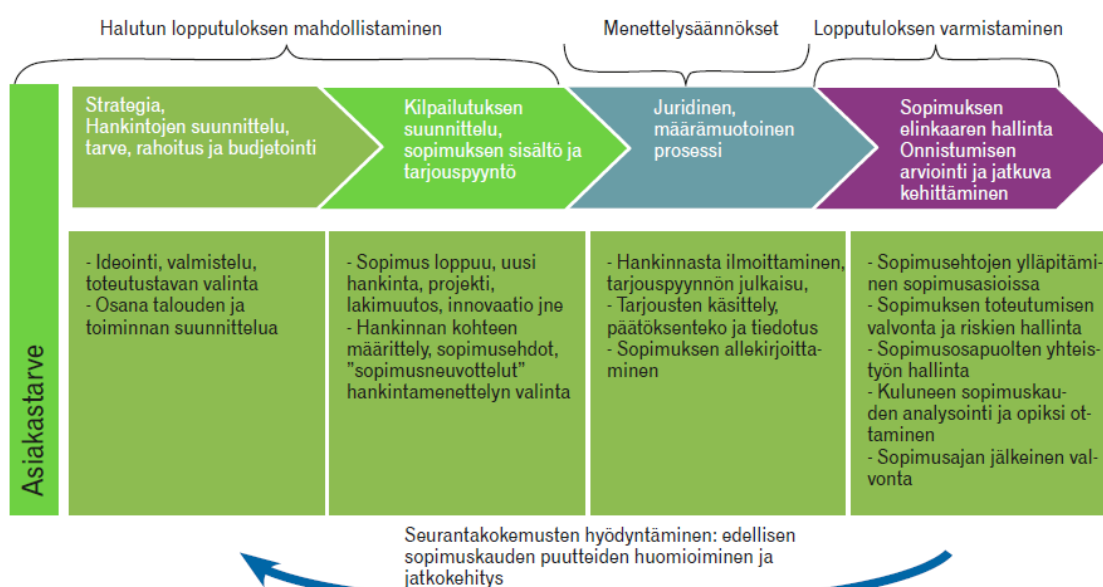 Halutun lopputuloksen mahdollistaminen
Menettelysäännökset
Lopputuloksen varmistaminen
Asiakastarve
Strategia,
Hankintojen suunnittelu,
tarve, rahoitus ja budjetointi
Kilpailutuksen
suunnittelu,
sopimuksen sisältö ja
tarjouspyyntö
Juridinen,
määrämuotoinen
prosessi
Sopimuksen
elinkaaren hallinta
Onnistumisen
arviointi ja jatkuva
kehittäminen
- Ideointi, valmistelu,
toteutustavan valinta
- Osana talouden ja
toiminnan suunnittelua
- Sopimus loppuu, uusi
hankinta, projekti,
lakimuutos, innovaatio jne
- Hankinnan kohteen
määrittely, sopimusehdot,
”sopimusneuvottelut”
hankintamenettelyn valinta
- Hankinnasta ilmoittaminen,
tarjouspyynnön julkaisu,
- Tarjousten käsittely,
päätöksenteko ja tiedotus
- Sopimuksen allekirjoitta-
minen
- Sopimusehtojen ylläpitämi-
nen sopimusasioissa
- Sopimuksen toteutumisen
valvonta ja riskien hallinta
- Sopimusosapuolten yhteis-
työn hallinta
- Kuluneen sopimuskau-
den analysointi ja opiksi ot-
taminen
- Sopimusajan jälkeinen val-
vonta
Seurantakokemusten hyödyntäminen: edellisen
sopimuskauden puutteiden huomioiminen ja
jatkokehitys